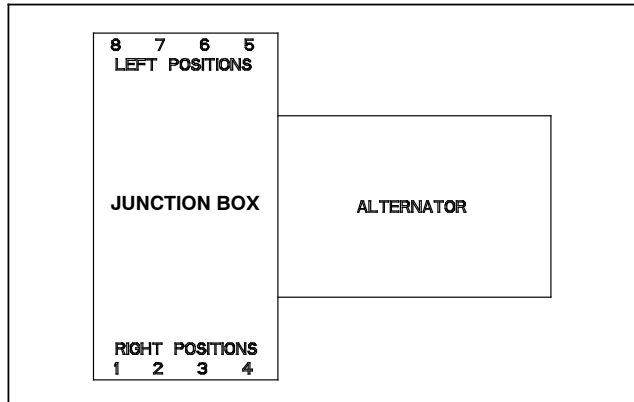 8 7 6 5
LEFT POSITIONS
JUNCTION BOX
ALTERNATOR
RIGHT POSITIONS
1 2 3 4